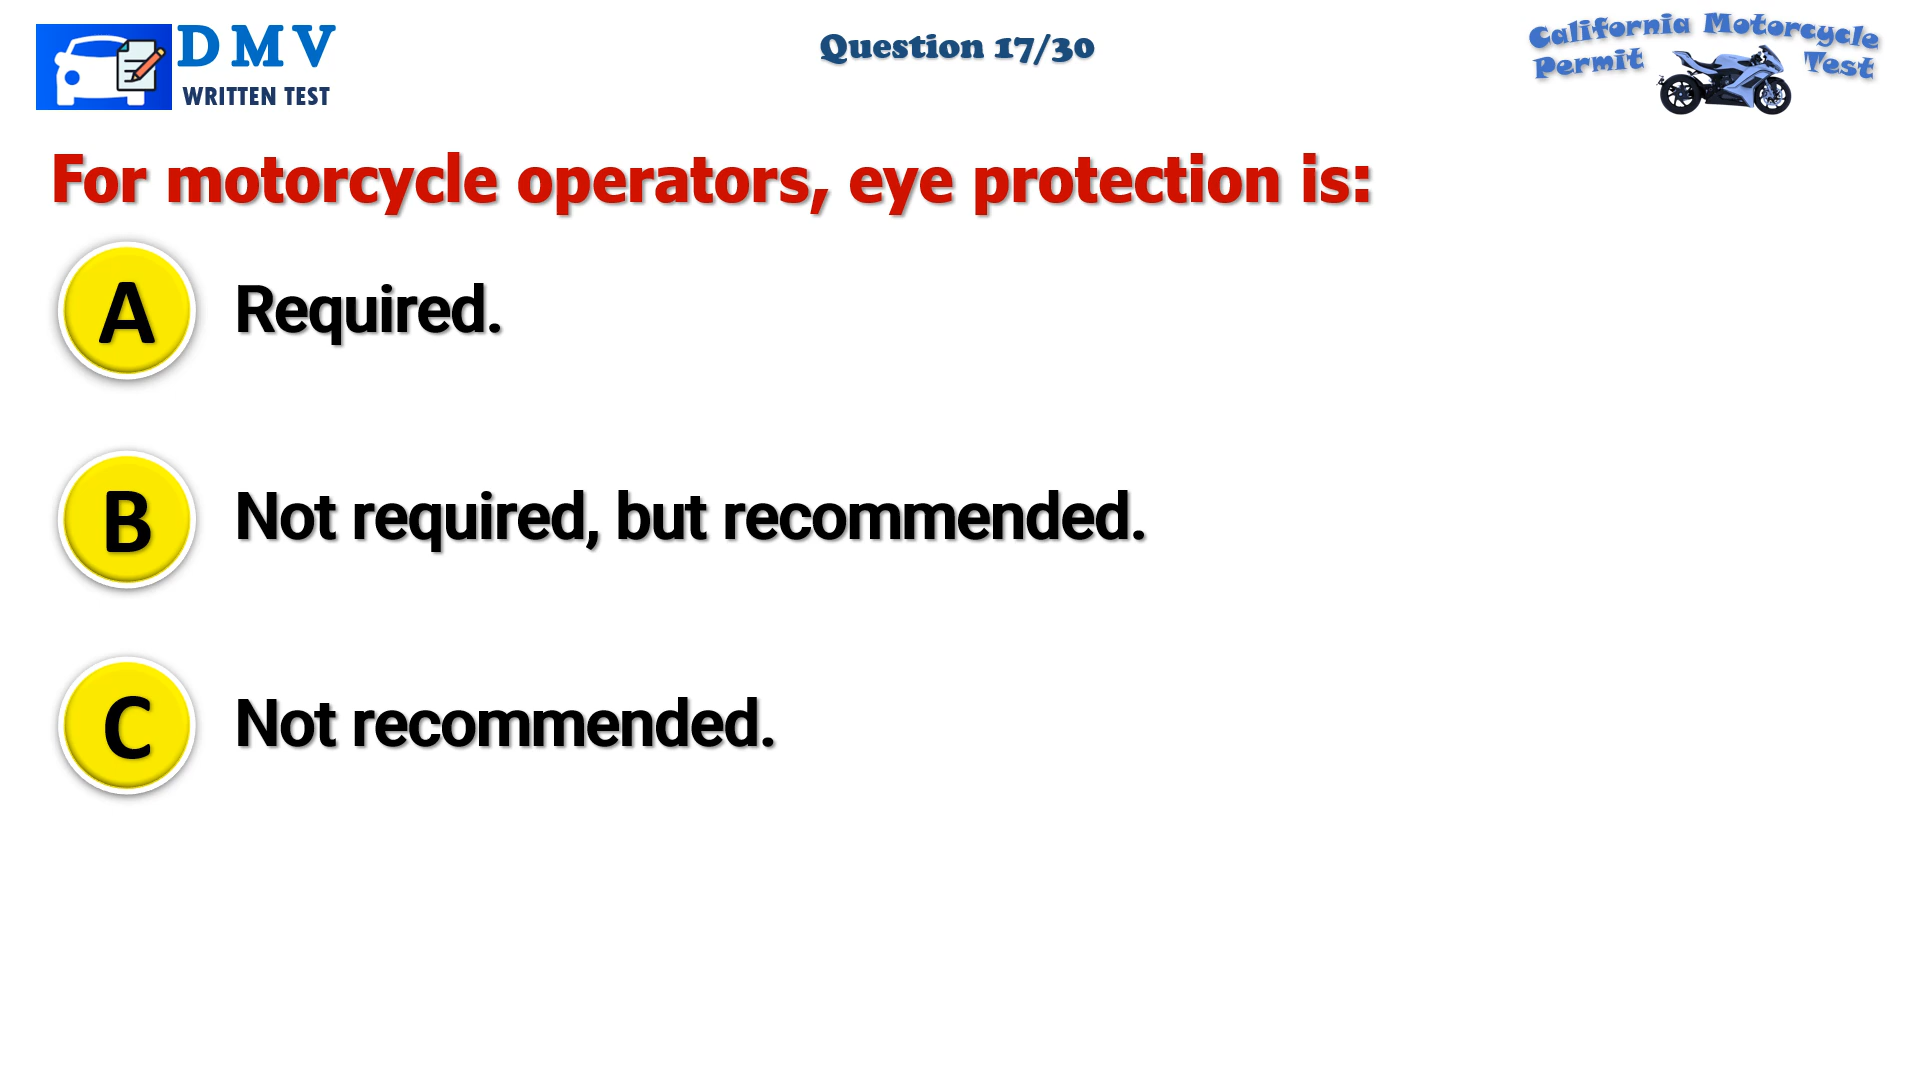 DMV
WRITTEN TEST
Question 17/30
California Motorcycle
Permit Test
For motorcycle operators, eye protection is:
A Required.
B Not required, but recommended.
C Not recommended.